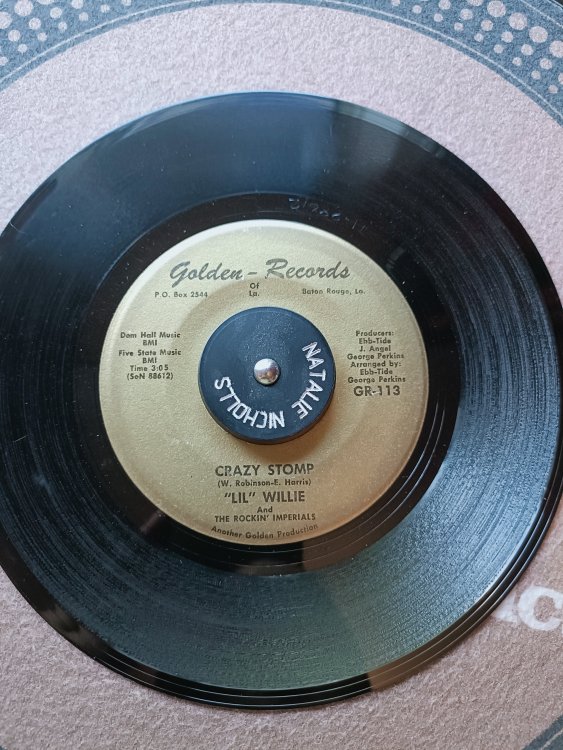 Golden - Records
P.O. Box 2544
Of
La.
Baton Rouge, La.
Dom Hall Music
BMI
Five State Music
BMI
Time 3:05
(SoN 88612)
Producers:
Ebb-Tide
J. Angel
George Perkins
Arranged by:
Ebb-Tide
George Perkins
GR-113
NATALIE NICHOLLS
CRAZY STOMP
(W. Robinson-E. Harris)
"LIL" WILLIE
And
THE ROCKIN' IMPERIALS
Another Golden Production